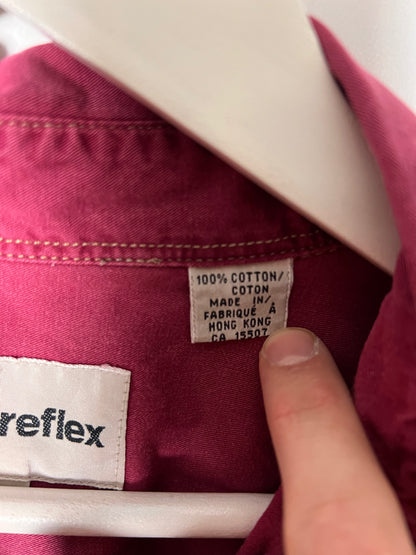 100% COTTON/
COTON
MADE IN/
FABRIQUÉ À
HONG KONG
CA 15507
reflex